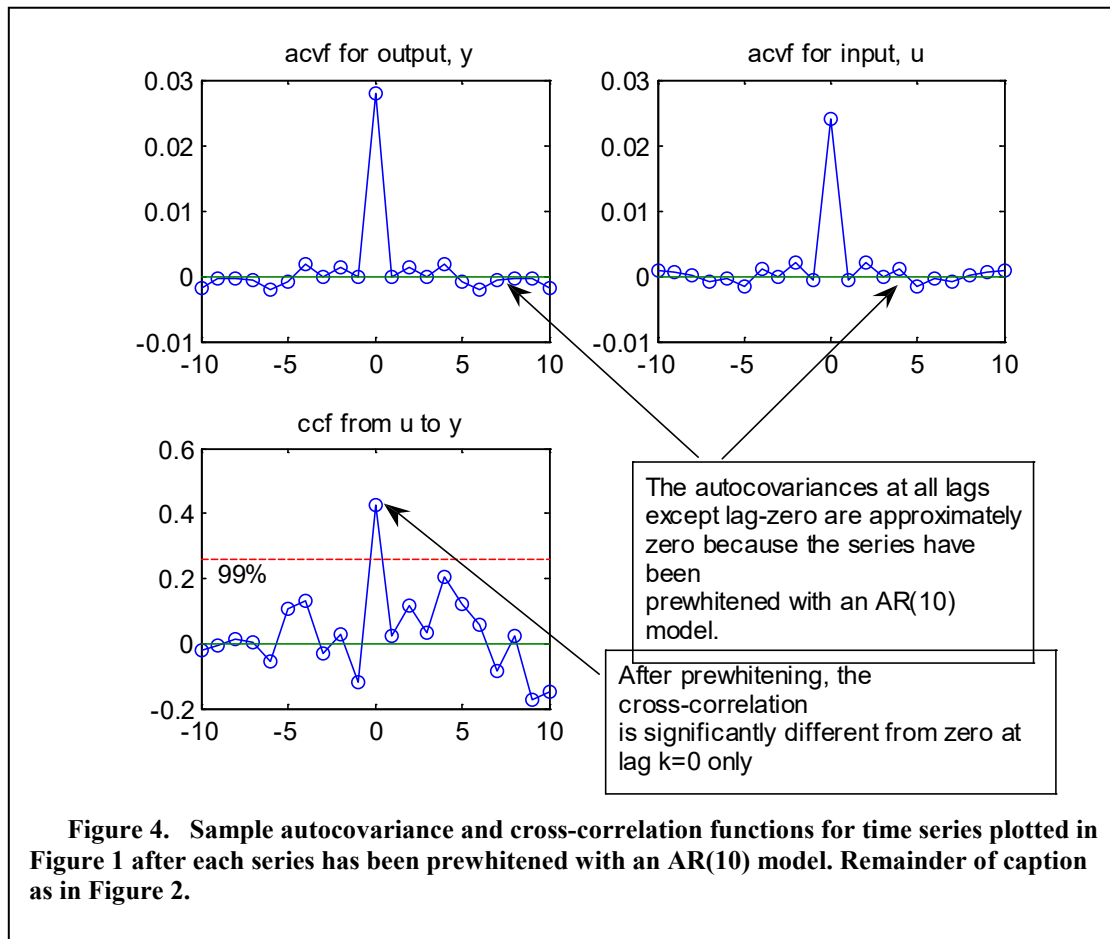 acvf for output, y
0.03
0.02
0.01
0
-0.01
-10 -5 0 5 10
acvf for input, u
0.03
0.02
0.01
0
-0.01
-10 -5 0 5 10
ccf from u to y
0.6
0.4
0.2
0
-0.2
99%
-10 -5 0 5 10
The autocovariances at all lags
except lag-zero are approximately
zero because the series have
been
prewhitened with an AR(10)
model.
After prewhitening, the
cross-correlation
is significantly different from zero at
lag k=0 only
Figure 4. Sample autocovariance and cross-correlation functions for time series plotted in
Figure 1 after each series has been prewhitened with an AR(10) model. Remainder of caption
as in Figure 2.